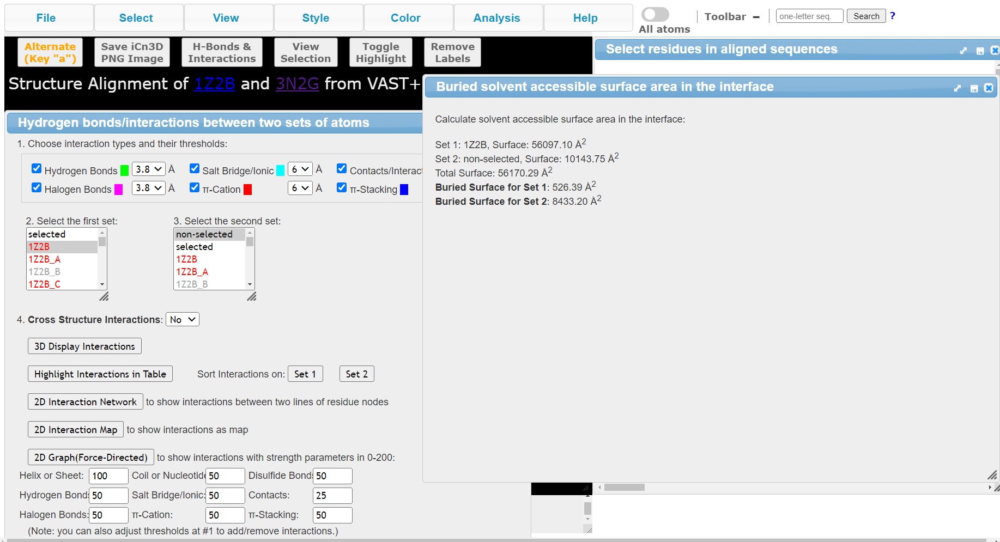 File Select View Style Color Analysis Help All atoms Toolbar – one-letter seq. Search ?
Alternate (Key "a")
Save iCn3D PNG Image
H-Bonds & Interactions
View Selection
Toggle Highlight
Remove Labels
Select residues in aligned sequences
Structure Alignment of 1Z2B and 3N2G from VAST+
Hydrogen bonds/interactions between two sets of atoms
1. Choose interaction types and their thresholds:
Hydrogen Bonds 3.8 Å Salt Bridge/Ionic 6 Å Contacts/Interact
Halogen Bonds 3.8 Å π-Cation 6 Å π-Stacking
2. Select the first set:
selected
1Z2B
1Z2B_A
1Z2B_B
1Z2B_C
3. Select the second set:
non-selected
selected
1Z2B
1Z2B_A
1Z2B_B
4. Cross Structure Interactions: No
3D Display Interactions
Highlight Interactions in Table Sort Interactions on: Set 1 Set 2
2D Interaction Network to show interactions between two lines of residue nodes
2D Interaction Map to show interactions as map
2D Graph(Force-Directed) to show interactions with strength parameters in 0-200:
Helix or Sheet: 100 Coil or Nucleotide 50 Disulfide Bonds 50
Hydrogen Bonds 50 Salt Bridge/Ionic: 50 Contacts: 25
Halogen Bonds: 50 π-Cation: 50 π-Stacking: 50
(Note: you can also adjust thresholds at #1 to add/remove interactions.)
Buried solvent accessible surface area in the interface
Calculate solvent accessible surface area in the interface:
Set 1: 1Z2B, Surface: 56097.10 Å2
Set 2: non-selected, Surface: 10143.75 Å2
Total Surface: 56170.29 Å2
Buried Surface for Set 1: 526.39 Å2
Buried Surface for Set 2: 8433.20 Å2